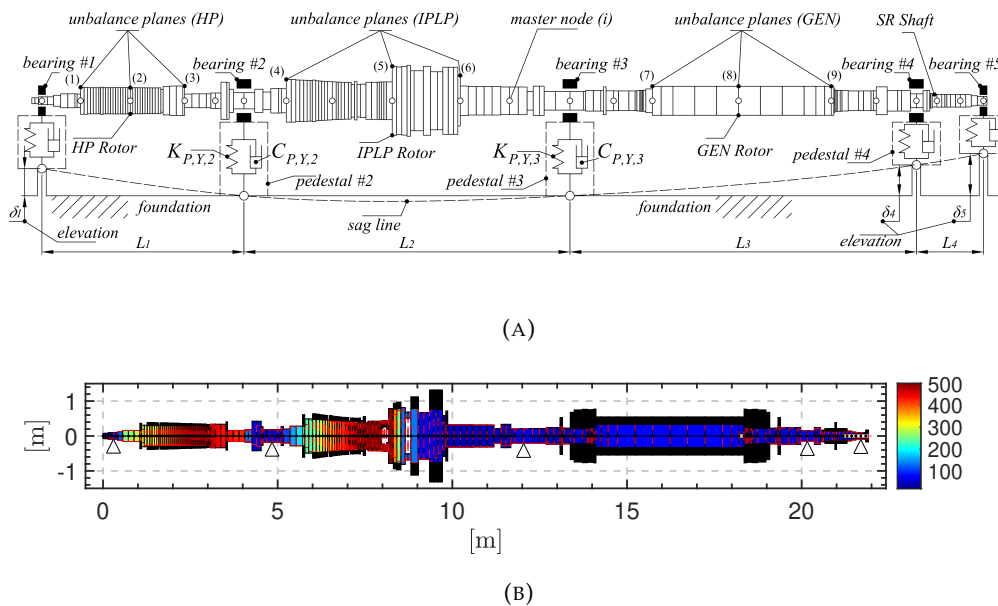 unbalance planes (HP)
unbalance planes (IPLP)
master node (i)
unbalance planes (GEN)
SR Shaft
bearing #1
bearing #2
bearing #3
bearing #4
bearing #5
(1)
(2)
(3)
(4)
(5)
(6)
(7)
(8)
(9)
HP Rotor
IPLP Rotor
GEN Rotor
K_{P,Y,2}
C_{P,Y,2}
K_{P,Y,3}
C_{P,Y,3}
pedestal #2
pedestal #3
pedestal #4
δ1
foundation
sag line
foundation
δ4
δ5
elevation
elevation
L1
L2
L3
L4
(A)
[m]
1
0
-1
0
5
10
15
20
[m]
500
400
300
200
100
(B)